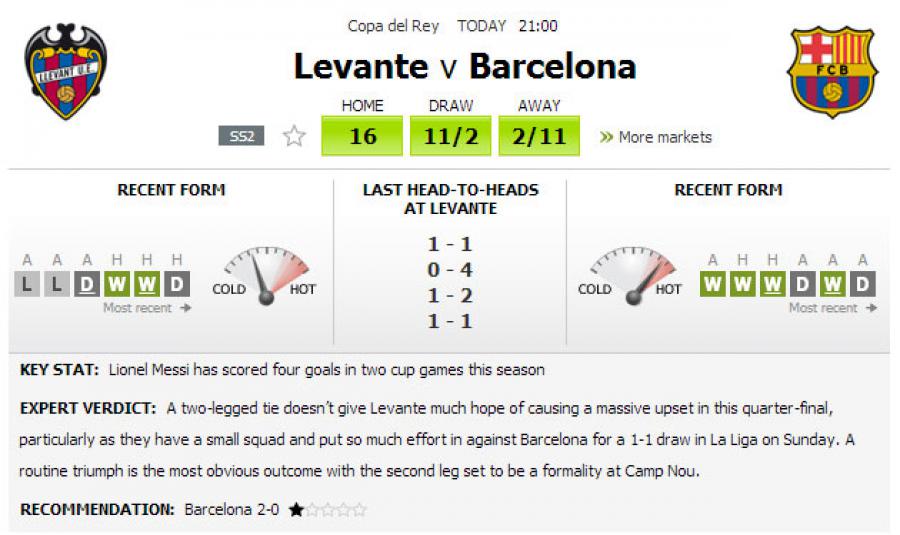 Copa del Rey TODAY 21:00
Levante v Barcelona
LLEVANT U.E.
FCB
HOME DRAW AWAY
SS2 16 11/2 2/11 » More markets
RECENT FORM
A A A H H H
L L D W W D
Most recent →
COLD HOT
LAST HEAD-TO-HEADS
AT LEVANTE
1 - 1
0 - 4
1 - 2
1 - 1
RECENT FORM
COLD HOT
A H H A A A
W W W D W D
Most recent →
KEY STAT: Lionel Messi has scored four goals in two cup games this season
EXPERT VERDICT: A two-legged tie doesn't give Levante much hope of causing a massive upset in this quarter-final,
particularly as they have a small squad and put so much effort in against Barcelona for a 1-1 draw in La Liga on Sunday. A
routine triumph is the most obvious outcome with the second leg set to be a formality at Camp Nou.
RECOMMENDATION: Barcelona 2-0 ★☆☆☆☆